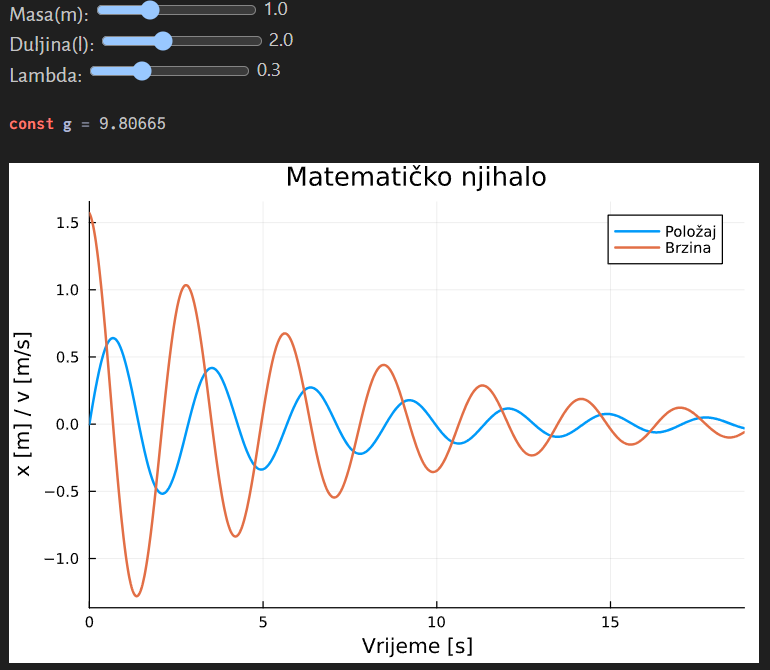 Masa(m): 1.0
Duljina(l): 2.0
Lambda: 0.3
const g = 9.80665
Matematičko njihalo
Položaj
Brzina
x [m] / v [m/s]
1.5
1.0
0.5
0.0
−0.5
−1.0
0 5 10 15
Vrijeme [s]